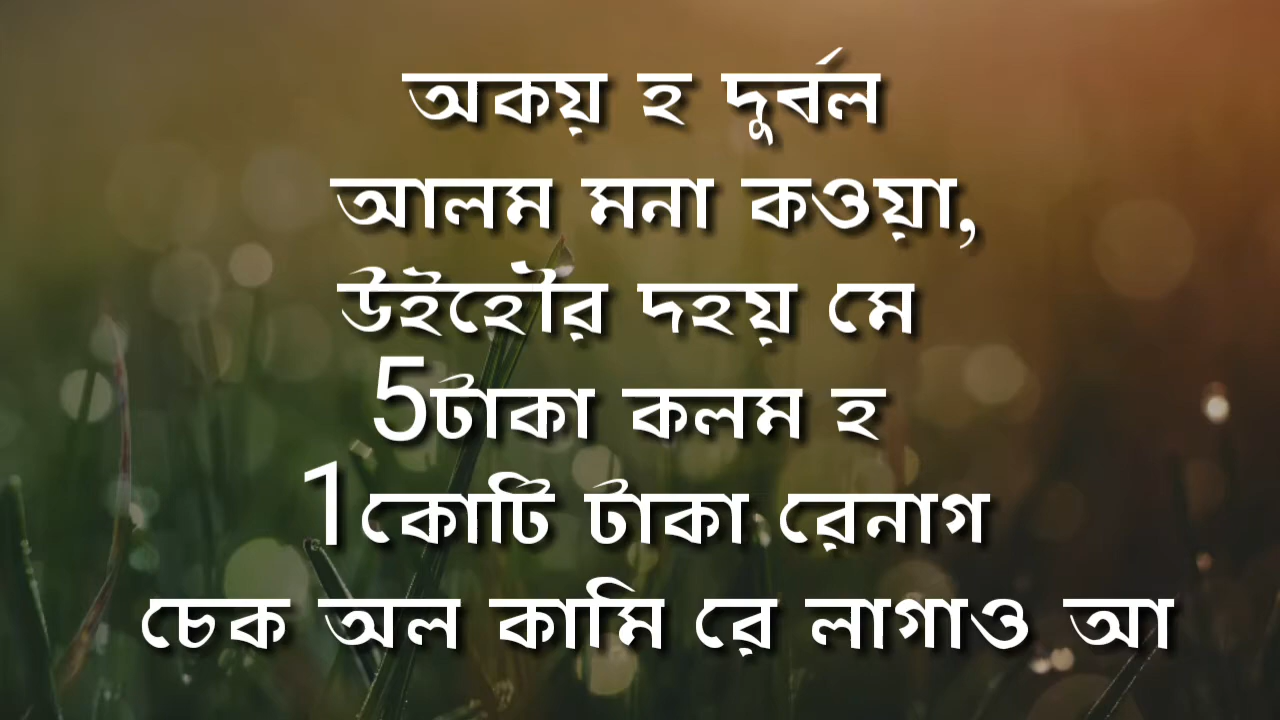 অকয় হ দুর্বল
আলম মনা কওয়া,
উইহৌর দহয় মে
5টাকা কলম হ
1কোটি টাকা রেনাগ
চেক অল কামি রে লাগাও আ